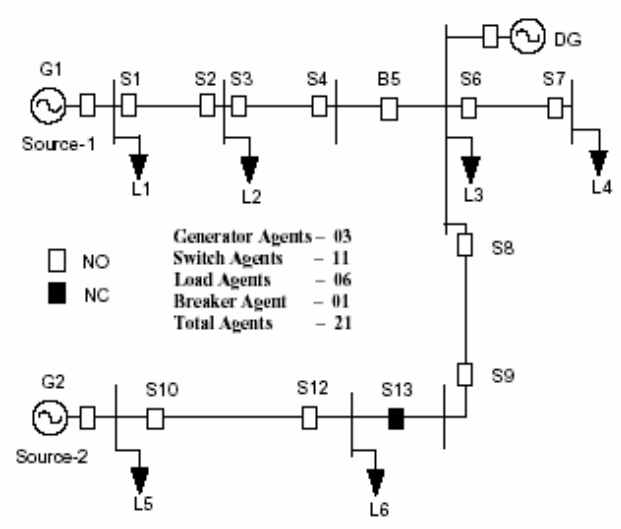 DG
G1
S1
S2
S3
S4
B5
S6
S7
Source-1
L1
L2
L3
L4
Generator Agents – 03
Switch Agents – 11
Load Agents – 06
Breaker Agent – 01
Total Agents – 21
NO
NC
S8
S9
G2
S10
S12
S13
Source-2
L5
L6